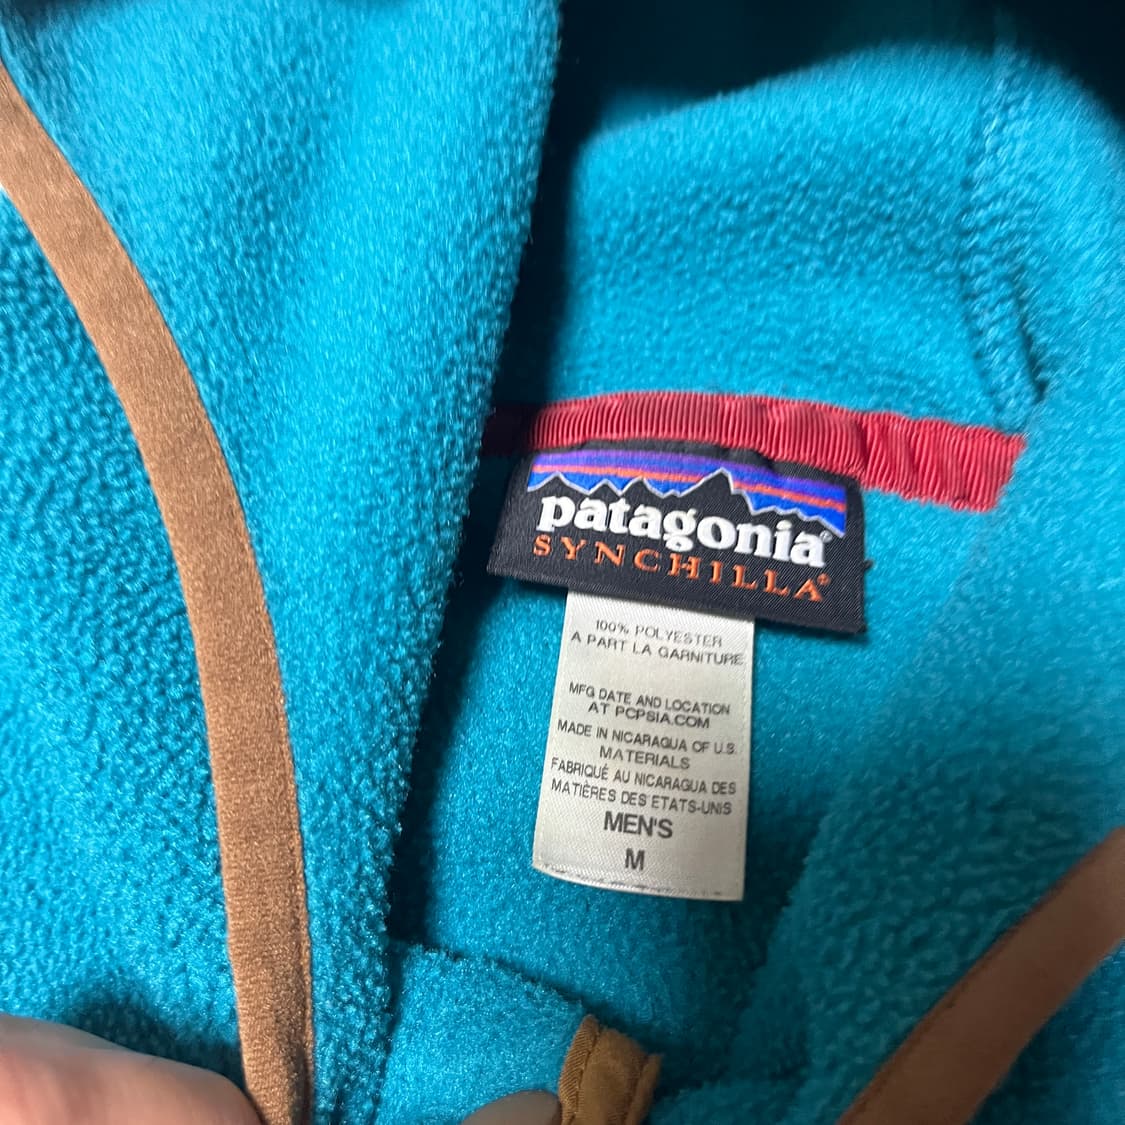 patagonia®
SYNCHILLA®
100% POLYESTER
A PART LA GARNITURE
MFG DATE AND LOCATION
AT PCPSIA.COM
MADE IN NICARAGUA OF U.S.
MATERIALS
FABRIQUÉ AU NICARAGUA DES
MATIÈRES DES ETATS-UNIS
MEN'S
M